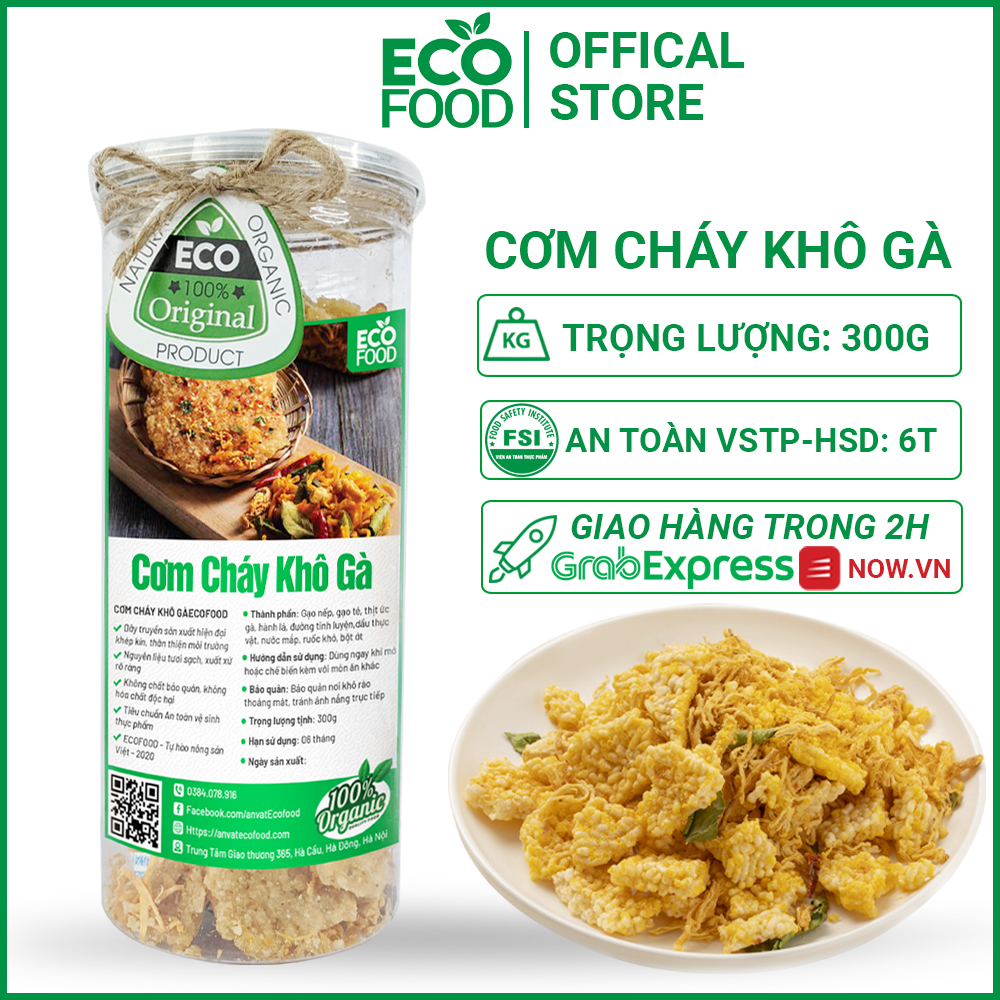 ECO
FOOD
OFFICAL
STORE
CƠM CHÁY KHÔ GÀ
KG
TRỌNG LƯỢNG: 300G
FOOD SAFETY INSTITUTE
FSI
VIỆN AN TOÀN THỰC PHẨM
AN TOÀN VSTP-HSD: 6T
GIAO HÀNG TRONG 2H
GrabExpress
NOW.VN
NATURAL
ORGANIC
ECO
100%
Original
PRODUCT
ECO
FOOD
Cơm Cháy Khô Gà
CƠM CHÁY KHÔ GÀECOFOOD
Dây truyền sản xuất hiện đại
khép kín, thân thiện môi trường
Nguyên liệu tươi sạch, xuất xứ
rõ ràng
Không chất bảo quản, không
hóa chất độc hại
Tiêu chuẩn An toàn vệ sinh
thực phẩm
ECOFOOD - Tự hào nông sản
Việt - 2020
• Thành phần: Gạo nếp, gạo tẻ, thịt ức
gà, hành lá, đường tinh luyện,dầu thực
vật, nước mắp, ruốc khô, bột ớt
• Hướng dẫn sử dụng: Dùng ngay khi mở
hoặc chế biến kèm với món ăn khác
• Bảo quản: Bảo quản nơi khô ráo
thoáng mát, tránh ánh nắng trực tiếp
• Trọng lượng tịnh: 300g
• Hạn sử dụng: 06 tháng
• Ngày sản xuất:
0384.078.916
Facebook.com/anvatEcofood
Https://anvatecofood.com
Trung Tâm Giao thương 365, Hà Cầu, Hà Đông, Hà Nội
100%
Organic